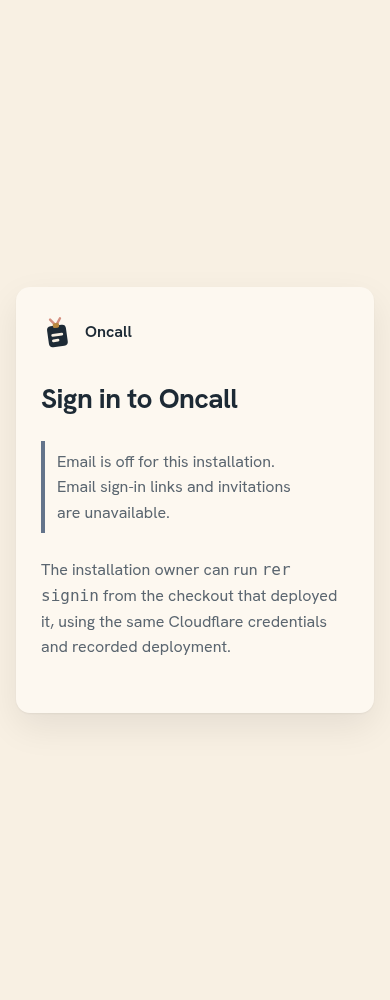 Oncall
Sign in to Oncall
Email is off for this installation.
Email sign-in links and invitations
are unavailable.
The installation owner can run rer
signin from the checkout that deployed
it, using the same Cloudflare credentials
and recorded deployment.